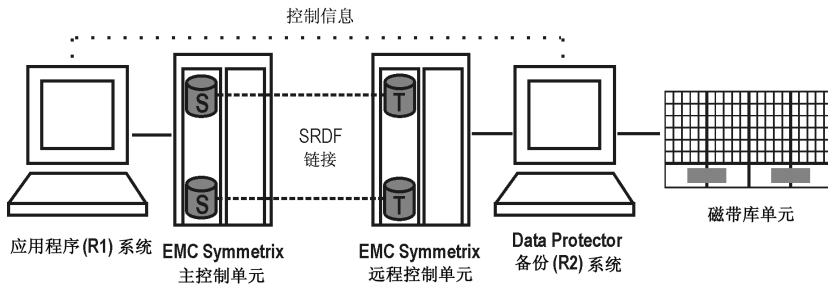 控制信息
S
T
SRDF
链接
S
T
应用程序 (R1) 系统
EMC Symmetrix
主控制单元
EMC Symmetrix
远程控制单元
Data Protector
备份 (R2) 系统
磁带库单元